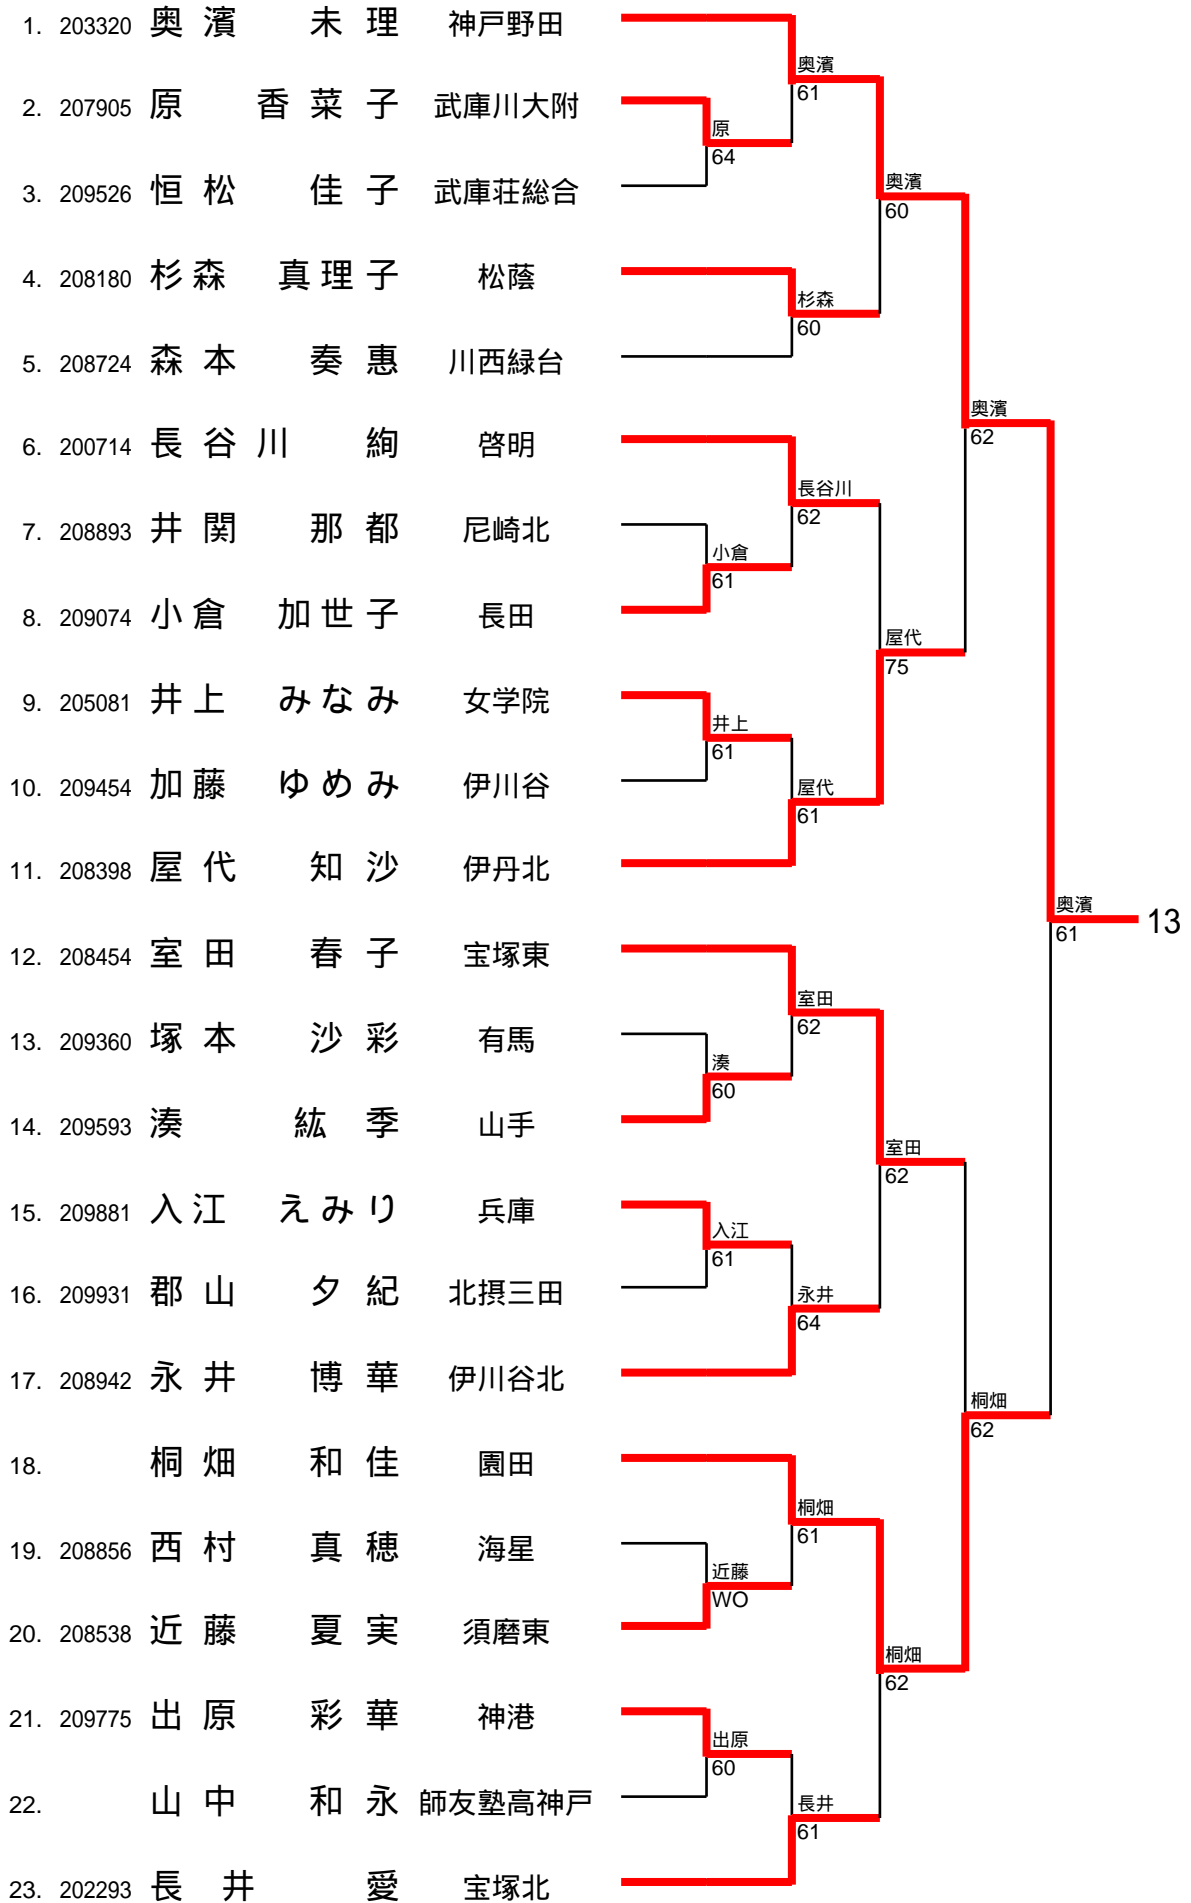 1. 203320 奥濱 未理 神戸野田
2. 207905 原 香菜子 武庫川大附
3. 209526 恒松 佳子 武庫荘総合
4. 208180 杉森 真理子 松蔭
5. 208724 森本 奏惠 川西緑台
6. 200714 長谷川 絢 啓明
7. 208893 井関 那都 尼崎北
8. 209074 小倉 加世子 長田
9. 205081 井上 みなみ 女学院
10. 209454 加藤 ゆめみ 伊川谷
11. 208398 屋代 知沙 伊丹北
12. 208454 室田 春子 宝塚東
13. 209360 塚本 沙彩 有馬
14. 209593 湊 紘季 山手
15. 209881 入江 えみり 兵庫
16. 209931 郡山 夕紀 北摂三田
17. 208942 永井 博華 伊川谷北
18. 桐畑 和佳 園田
19. 208856 西村 真穂 海星
20. 208538 近藤 夏実 須磨東
21. 209775 出原 彩華 神港
22. 山中 和永 師友塾高神戸
23. 202293 長井 愛 宝塚北
原
64
小倉
61
井上
61
湊
60
入江
61
近藤
WO
出原
60
奥濱
61
杉森
60
長谷川
62
屋代
61
室田
62
永井
64
桐畑
61
長井
61
奥濱
60
屋代
75
室田
62
桐畑
62
奥濱
62
桐畑
62
奥濱
61
13